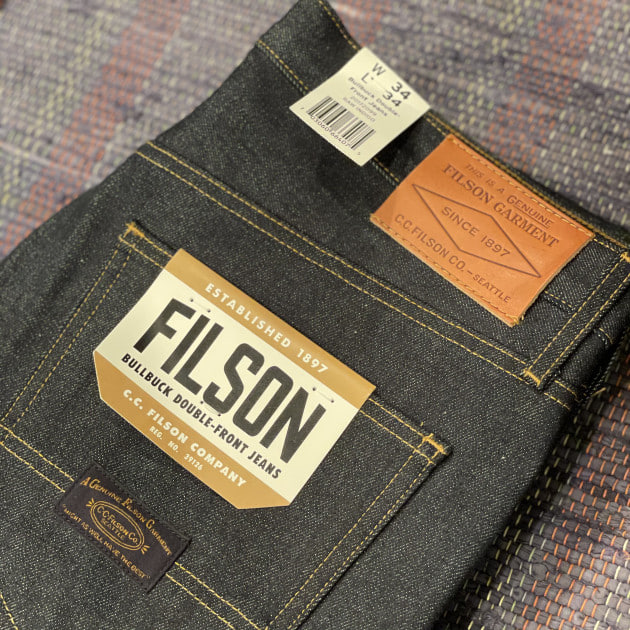 W 34
L 34
Bullbuck Double-
Front Jeans
RAW INDIGO
THIS IS A GENUINE
FILSON GARMENT
SINCE 1897
C.C. FILSON CO.–SEATTLE
ESTABLISHED 1897
FILSON
BULLBUCK DOUBLE-FRONT JEANS
C.C. FILSON COMPANY
REG. NO. 39126
A GENUINE FILSON GARMENT
C.C. FILSON CO.
SEATTLE
"MIGHT AS WELL HAVE THE BEST"